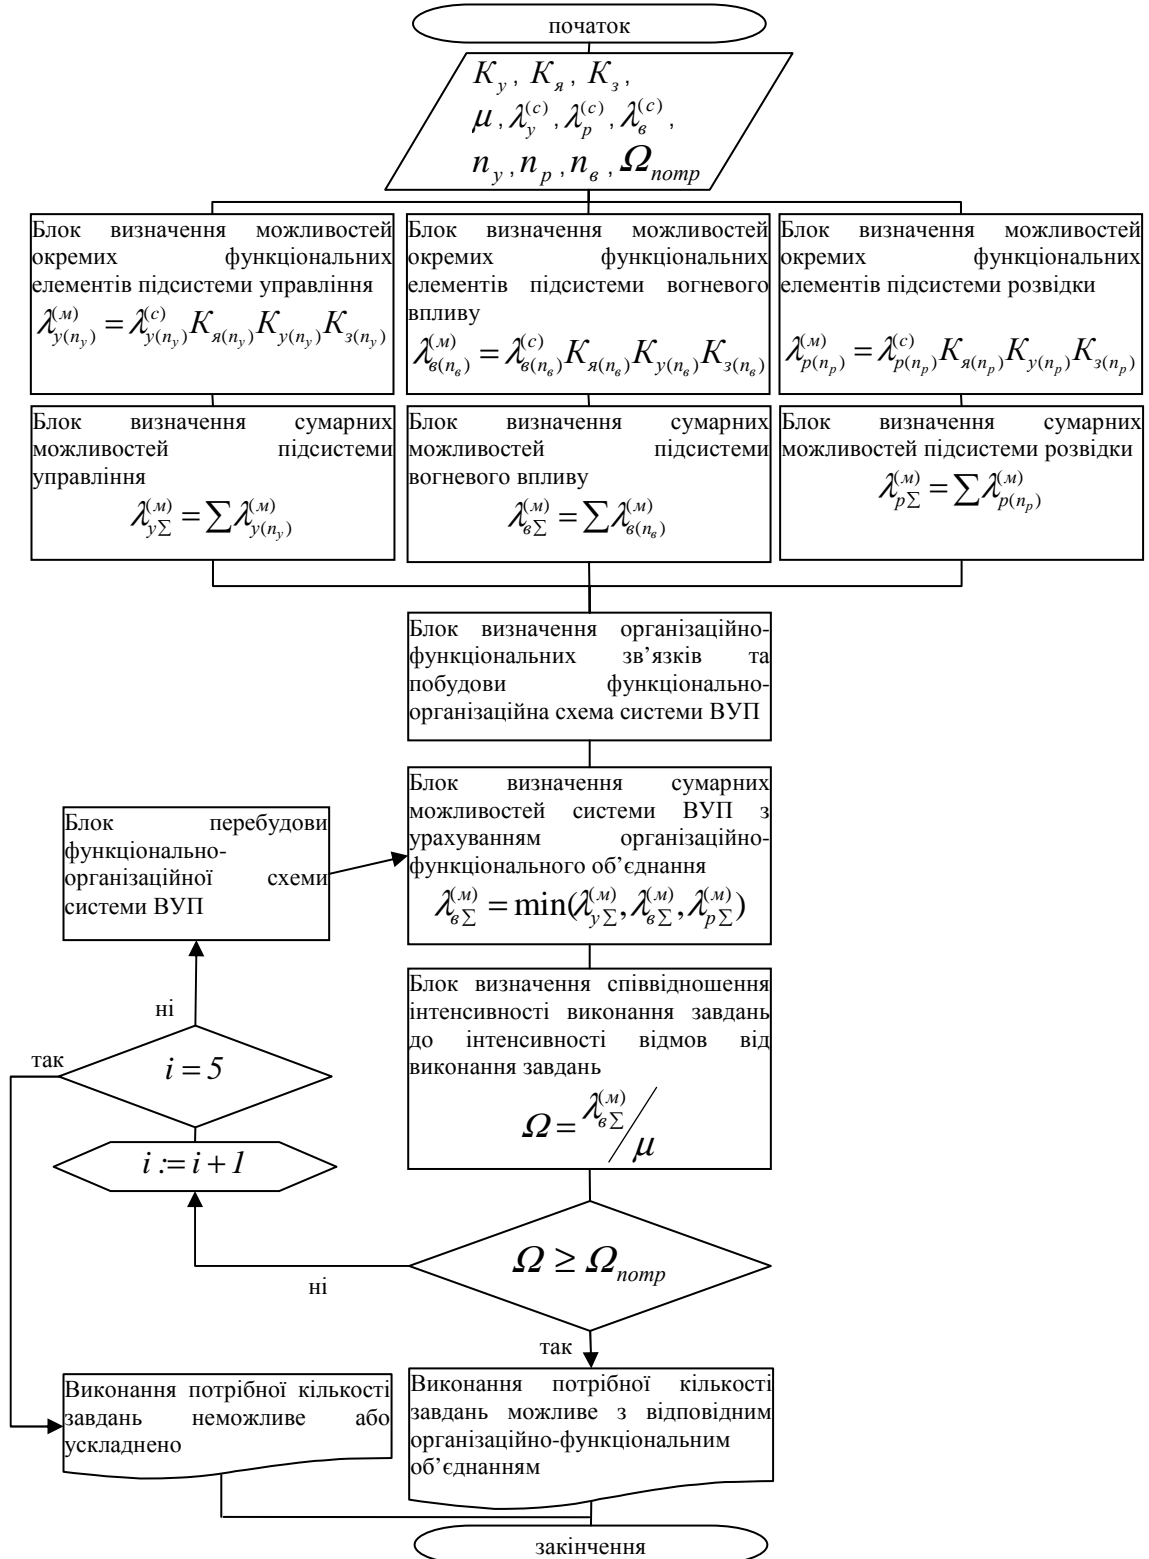 початок
K_у, K_я, K_з,
μ, λ_у^(с), λ_р^(с), λ_в^(с),
n_у, n_р, n_в, Ω_потр
Блок визначення можливостей
окремих функціональних
елементів підсистеми управління
λ_у(n_у)^(м) = λ_у(n_у)^(с) K_я(n_у) K_у(n_у) K_з(n_у)
Блок визначення можливостей
окремих функціональних
елементів підсистеми вогневого
впливу
λ_в(n_в)^(м) = λ_в(n_в)^(с) K_я(n_в) K_у(n_в) K_з(n_в)
Блок визначення можливостей
окремих функціональних
елементів підсистеми розвідки
λ_р(n_р)^(м) = λ_р(n_р)^(с) K_я(n_р) K_у(n_р) K_з(n_р)
Блок визначення сумарних
можливостей підсистеми
управління
λ_уΣ^(м) = Σ λ_у(n_у)^(м)
Блок визначення сумарних
можливостей підсистеми
вогневого впливу
λ_вΣ^(м) = Σ λ_в(n_в)^(м)
Блок визначення сумарних
можливостей підсистеми розвідки
λ_рΣ^(м) = Σ λ_р(n_р)^(м)
Блок визначення організаційно-
функціональних зв’язків та
побудови функціонально-
організаційна схема системи ВУП
Блок визначення сумарних
можливостей системи ВУП з
урахуванням організаційно-
функціонального об’єднання
λ_вΣ^(м) = min(λ_уΣ^(м), λ_вΣ^(м), λ_рΣ^(м))
Блок перебудови
функціонально-
організаційної схеми
системи ВУП
Блок визначення співвідношення
інтенсивності виконання завдань
до інтенсивності відмов від
виконання завдань
Ω = λ_вΣ^(м) / μ
ні
так
i = 5
i := i + 1
Ω ≥ Ω_потр
ні
так
Виконання потрібної кількості
завдань неможливе або
ускладнено
Виконання потрібної кількості
завдань можливе з відповідним
організаційно-функціональним
об’єднанням
закінчення